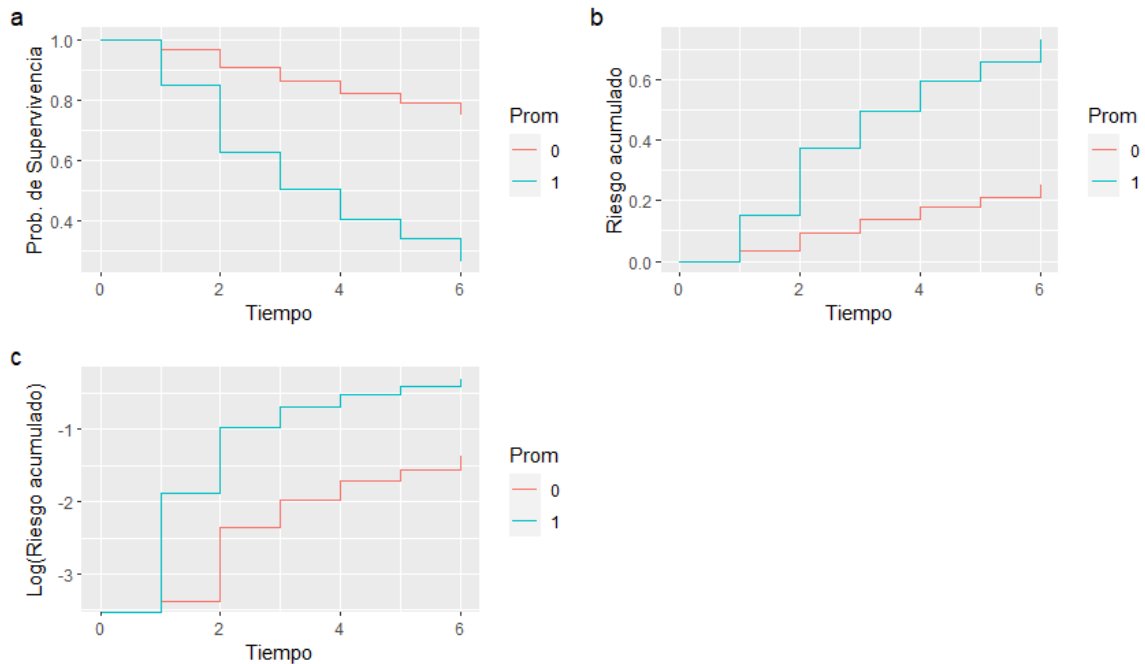 a
Prob. de Supervivencia
1.0
0.8
0.6
0.4
0 2 4 6
Tiempo
Prom
0
1
b
Riesgo acumulado
0.6
0.4
0.2
0.0
0 2 4 6
Tiempo
Prom
0
1
c
Log(Riesgo acumulado)
-1
-2
-3
0 2 4 6
Tiempo
Prom
0
1